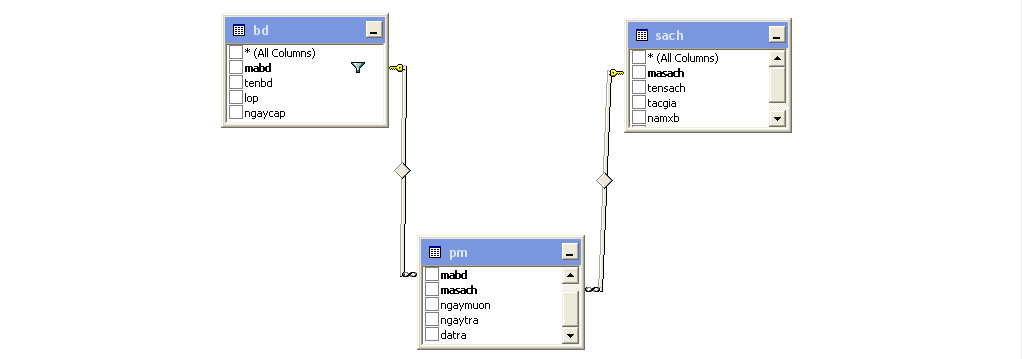 bd
* (All Columns)
mabd
tenbd
lop
ngaycap
sach
* (All Columns)
masach
tensach
tacgia
namxb
pm
mabd
masach
ngaymuon
ngaytra
datra